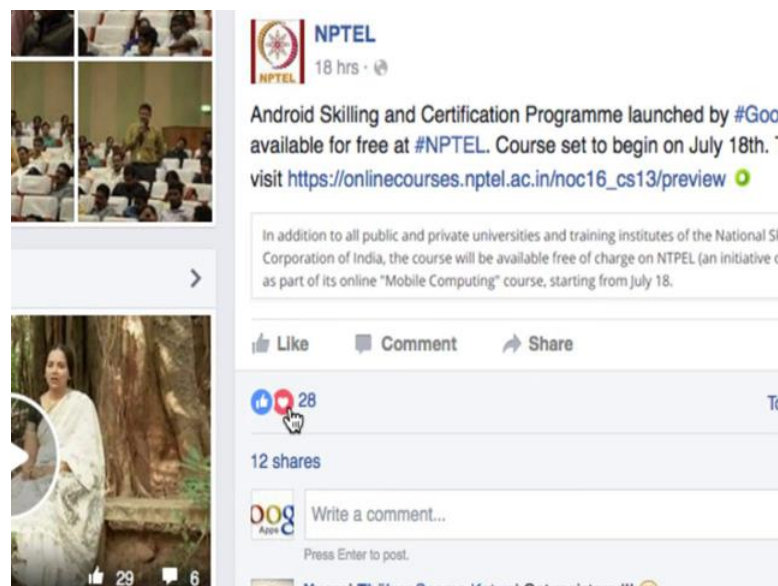 NPTEL
NPTEL
18 hrs ·
Android Skilling and Certification Programme launched by #Goo
available for free at #NPTEL. Course set to begin on July 18th. T
visit https://onlinecourses.nptel.ac.in/noc16_cs13/preview
In addition to all public and private universities and training institutes of the National S
Corporation of India, the course will be available free of charge on NTPEL (an initiative o
as part of its online "Mobile Computing" course, starting from July 18.
Like Comment Share
28
To
12 shares
oog
Apps
Write a comment...
Press Enter to post.
29 6